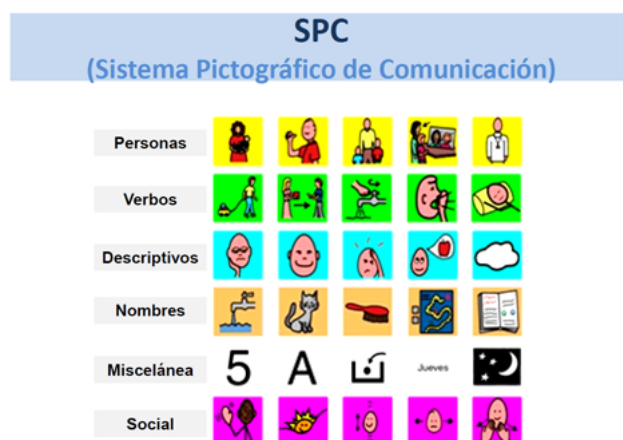 SPC
(Sistema Pictográfico de Comunicación)
Personas
Verbos
Descriptivos
Nombres
Miscelánea 5 A Jueves
Social